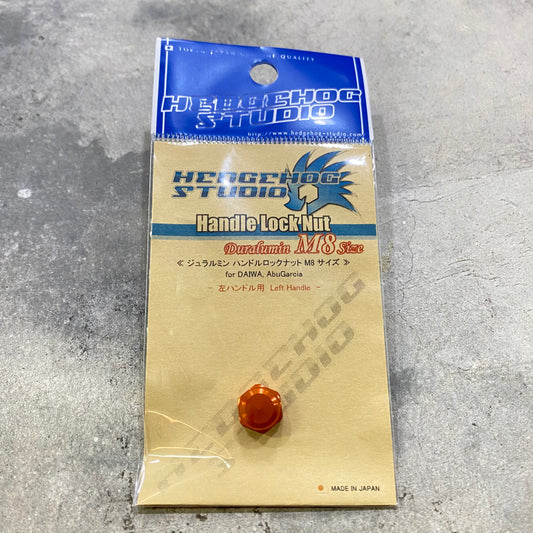 HEDGEHOG
STUDIO
http://www.hedgehog-studio.com/
HEDGEHOG
STUDIO
Handle Lock Nut
Duralumin M8 Size
≪ ジュラルミン ハンドルロックナット M8 サイズ ≫
for DAIWA, AbuGarcia
- 左ハンドル用 Left Handle -
HEDGEHOG
STUDIO
MADE IN JAPAN